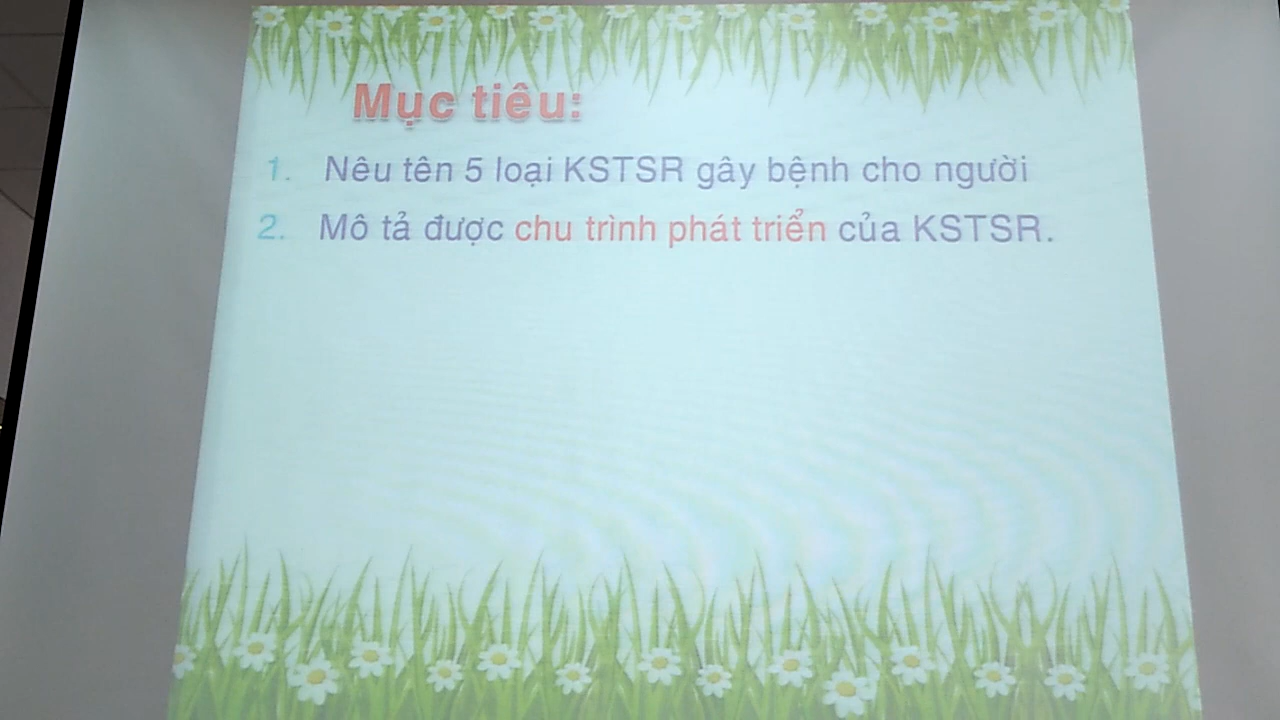 Mục tiêu:
1. Nêu tên 5 loại KSTSR gây bệnh cho người
2. Mô tả được chu trình phát triển của KSTSR.